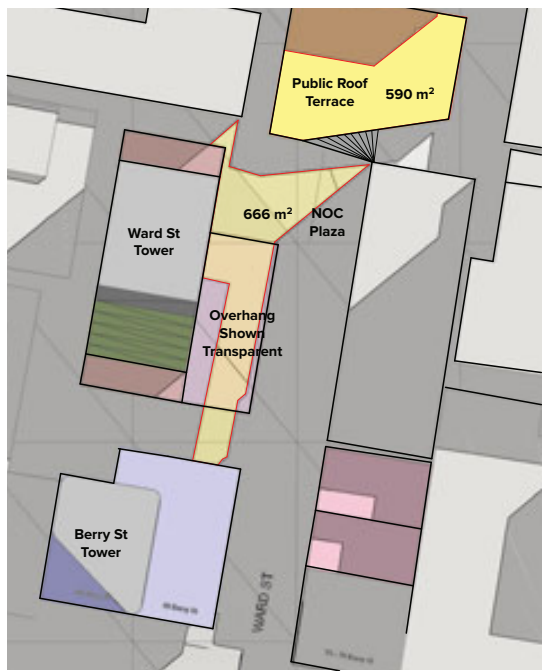 Public Roof
Terrace
590 m²
666 m²
NOC
Plaza
Ward St
Tower
Overhang
Shown
Transparent
Berry St
Tower
WARD ST